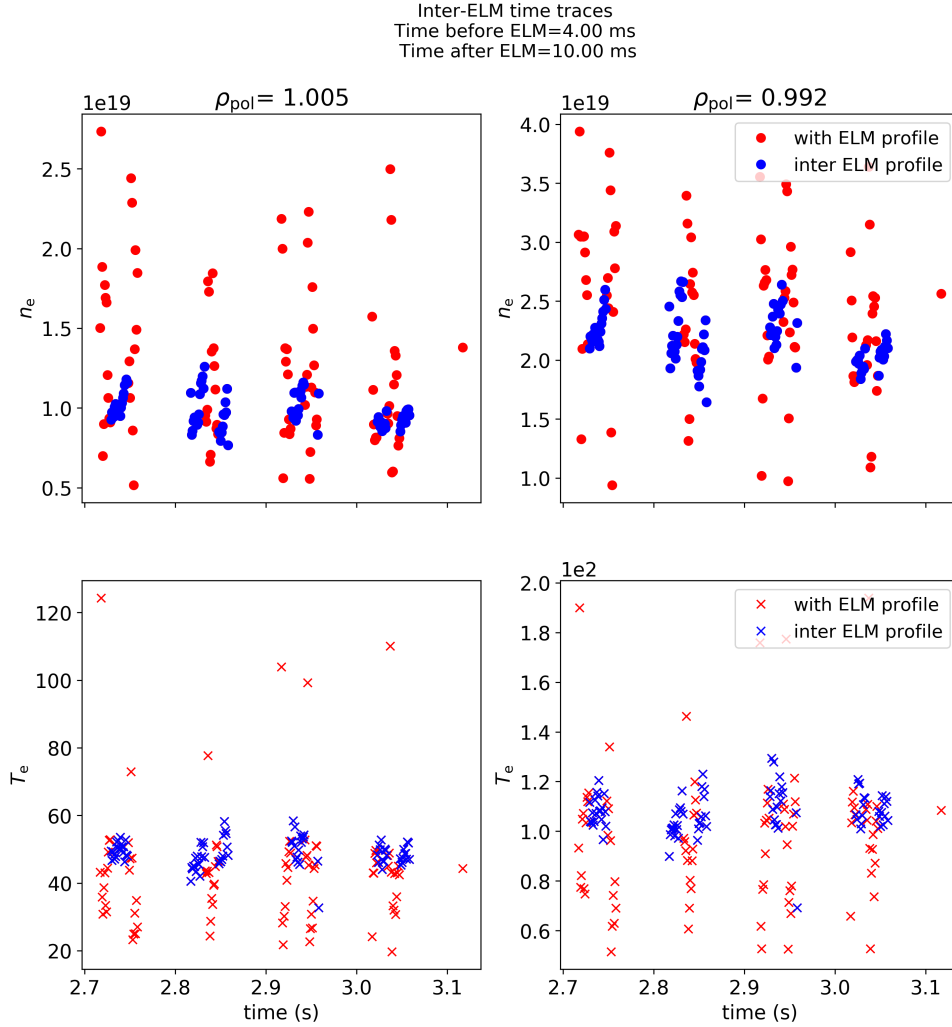 Inter-ELM time traces
Time before ELM=4.00 ms
Time after ELM=10.00 ms
1e19
ρpol= 1.005
1e19
ρpol= 0.992
2.5
2.0
1.5
1.0
0.5
ne
4.0
3.5
3.0
2.5
2.0
1.5
1.0
ne
with ELM profile
inter ELM profile
120
100
80
60
40
20
Te
2.7 2.8 2.9 3.0 3.1
time (s)
1e2
2.0
1.8
1.6
1.4
1.2
1.0
0.8
0.6
Te
with ELM profile
inter ELM profile
2.7 2.8 2.9 3.0 3.1
time (s)